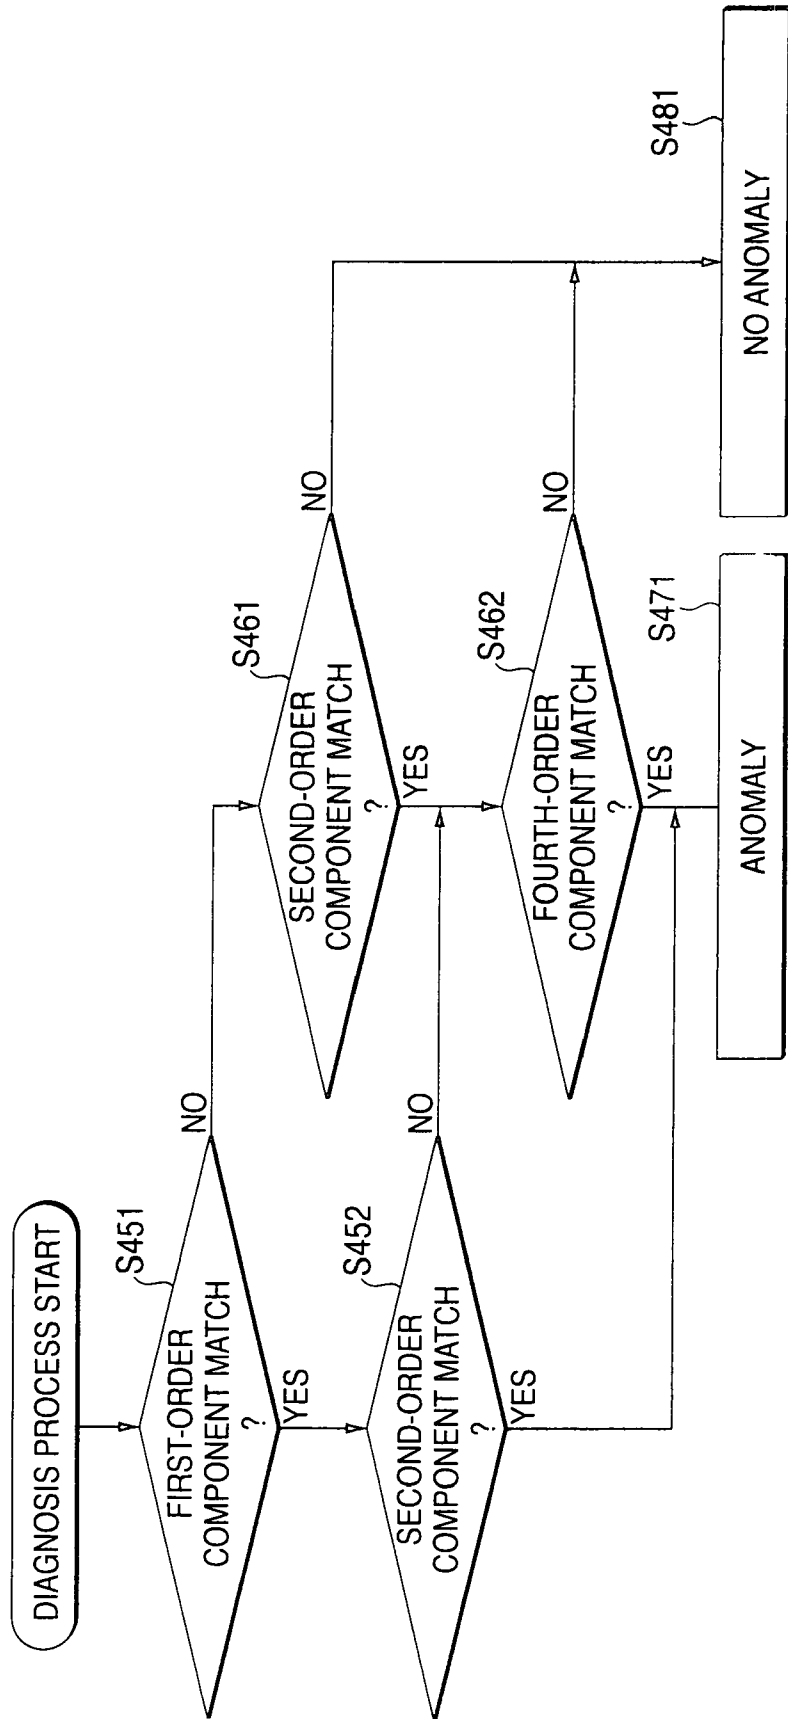 DIAGNOSIS PROCESS START
S451
FIRST-ORDER
COMPONENT MATCH
?
NO
YES
S452
SECOND-ORDER
COMPONENT MATCH
?
NO
YES
S461
SECOND-ORDER
COMPONENT MATCH
?
NO
YES
S462
FOURTH-ORDER
COMPONENT MATCH
?
NO
YES
S471
ANOMALY
S481
NO ANOMALY